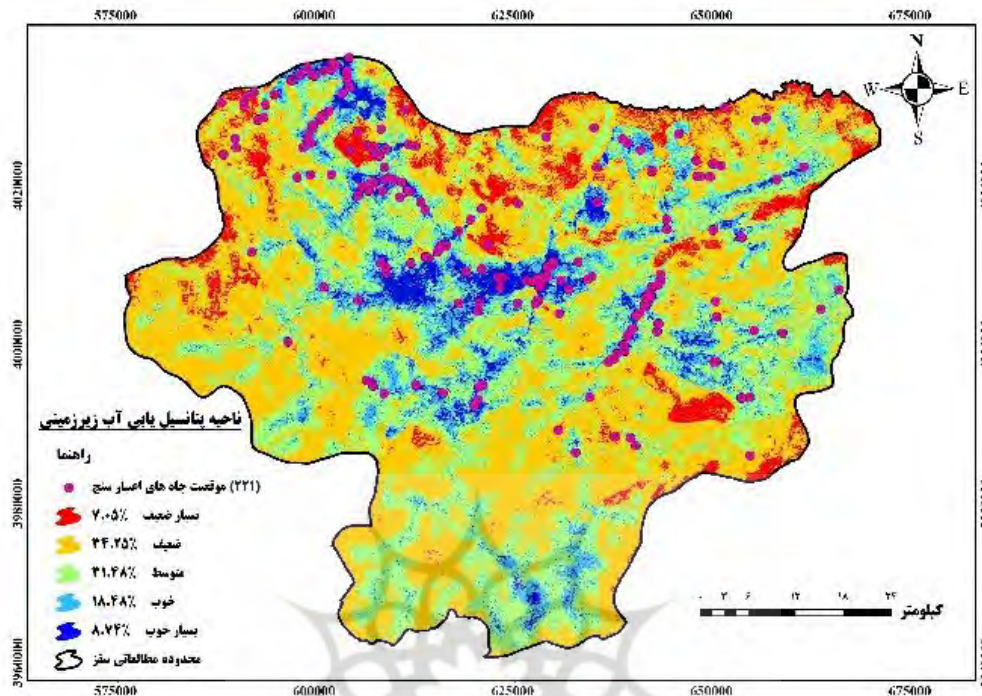 575000 600000 625000 650000 675000
N
W E
S
4020000
4000000
3980000
3960000
ناحیه پتانسیل یابی آب زیرزمینی
راهنما
(۲۲۱) موقعیت چاه های اعتبار سنج
بسیار ضعیف ۷.۰۵٪
ضعیف ۳۴.۲۵٪
متوسط ۳۱.۴۸٪
خوب ۱۸.۴۸٪
بسیار خوب ۸.۷۴٪
محدوده مطالعاتی سقز
۰ ۳ ۶ ۱۲ ۱۸ ۲۴
کیلومتر
575000 600000 625000 650000 675000